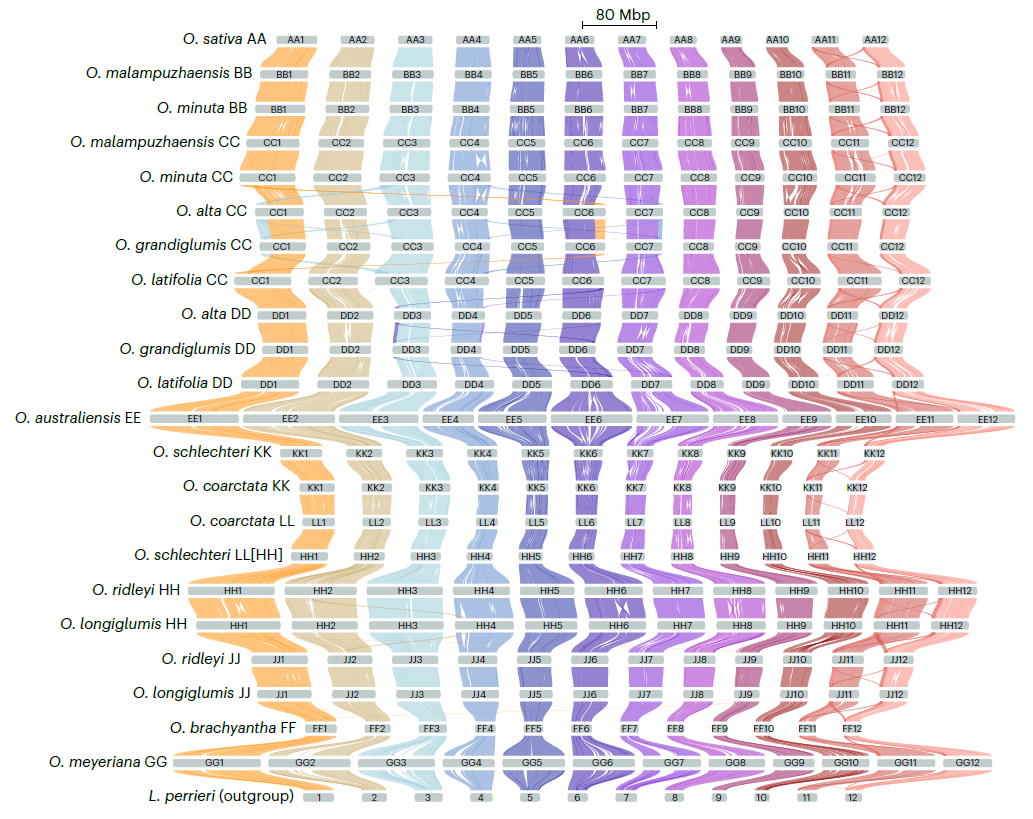 80 Mbp
O. sativa AA AA1 AA2 AA3 AA4 AA5 AA6 AA7 AA8 AA9 AA10 AA11 AA12
O. malampuzhaensis BB BB1 BB2 BB3 BB4 BB5 BB6 BB7 BB8 BB9 BB10 BB11 BB12
O. minuta BB BB1 BB2 BB3 BB4 BB5 BB6 BB7 BB8 BB9 BB10 BB11 BB12
O. malampuzhaensis CC CC1 CC2 CC3 CC4 CC5 CC6 CC7 CC8 CC9 CC10 CC11 CC12
O. minuta CC CC1 CC2 CC3 CC4 CC5 CC6 CC7 CC8 CC9 CC10 CC11 CC12
O. alta CC CC1 CC2 CC3 CC4 CC5 CC6 CC7 CC8 CC9 CC10 CC11 CC12
O. grandiglumis CC CC1 CC2 CC3 CC4 CC5 CC6 CC7 CC8 CC9 CC10 CC11 CC12
O. latifolia CC CC1 CC2 CC3 CC4 CC5 CC6 CC7 CC8 CC9 CC10 CC11 CC12
O. alta DD DD1 DD2 DD3 DD4 DD5 DD6 DD7 DD8 DD9 DD10 DD11 DD12
O. grandiglumis DD DD1 DD2 DD3 DD4 DD5 DD6 DD7 DD8 DD9 DD10 DD11 DD12
O. latifolia DD DD1 DD2 DD3 DD4 DD5 DD6 DD7 DD8 DD9 DD10 DD11 DD12
O. australiensis EE EE1 EE2 EE3 EE4 EE5 EE6 EE7 EE8 EE9 EE10 EE11 EE12
O. schlechteri KK KK1 KK2 KK3 KK4 KK5 KK6 KK7 KK8 KK9 KK10 KK11 KK12
O. coarctata KK KK1 KK2 KK3 KK4 KK5 KK6 KK7 KK8 KK9 KK10 KK11 KK12
O. coarctata LL LL1 LL2 LL3 LL4 LL5 LL6 LL7 LL8 LL9 LL10 LL11 LL12
O. schlechteri LL[HH] HH1 HH2 HH3 HH4 HH5 HH6 HH7 HH8 HH9 HH10 HH11 HH12
O. ridleyi HH HH1 HH2 HH3 HH4 HH5 HH6 HH7 HH8 HH9 HH10 HH11 HH12
O. longiglumis HH HH1 HH2 HH3 HH4 HH5 HH6 HH7 HH8 HH9 HH10 HH11 HH12
O. ridleyi JJ JJ1 JJ2 JJ3 JJ4 JJ5 JJ6 JJ7 JJ8 JJ9 JJ10 JJ11 JJ12
O. longiglumis JJ JJ1 JJ2 JJ3 JJ4 JJ5 JJ6 JJ7 JJ8 JJ9 JJ10 JJ11 JJ12
O. brachyantha FF FF1 FF2 FF3 FF4 FF5 FF6 FF7 FF8 FF9 FF10 FF11 FF12
O. meyeriana GG GG1 GG2 GG3 GG4 GG5 GG6 GG7 GG8 GG9 GG10 GG11 GG12
L. perrieri (outgroup) 1 2 3 4 5 6 7 8 9 10 11 12